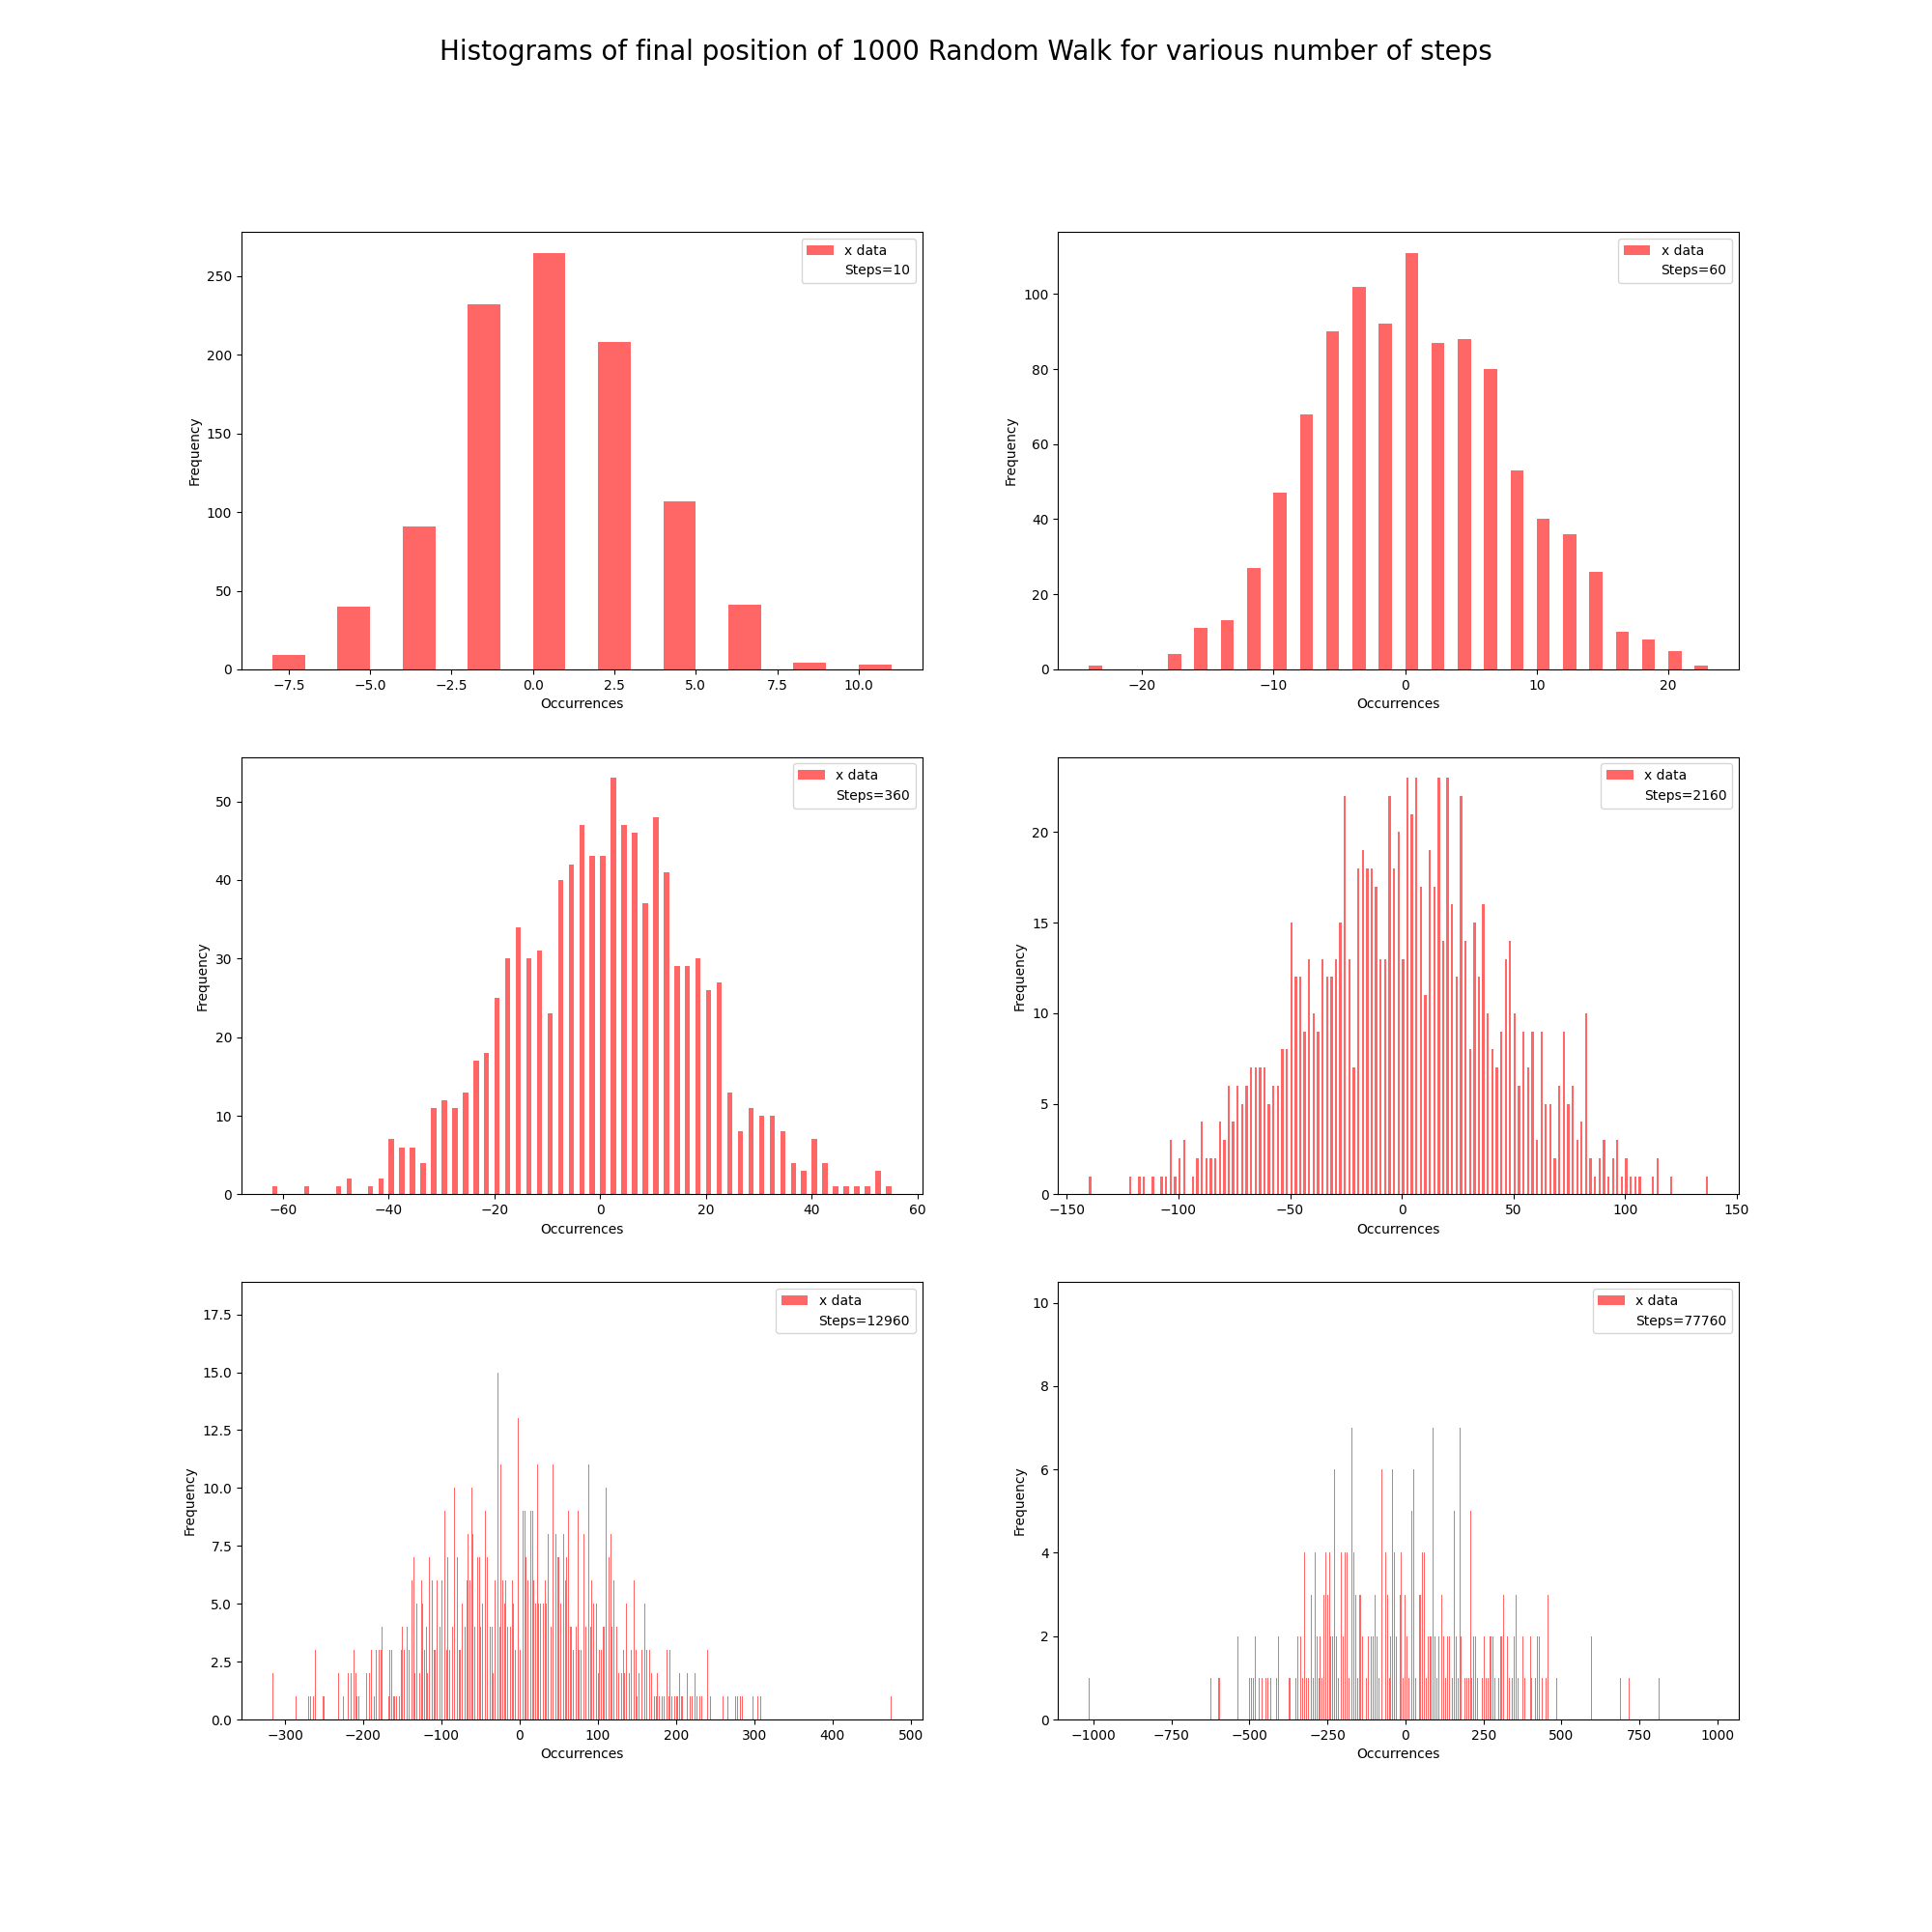 Histograms of final position of 1000 Random Walk for various number of steps
x data
Steps=10
250
200
150
100
50
0
Frequency
−7.5 −5.0 −2.5 0.0 2.5 5.0 7.5 10.0
Occurrences
x data
Steps=60
100
80
60
40
20
0
Frequency
−20 −10 0 10 20
Occurrences
x data
Steps=360
50
40
30
20
10
0
Frequency
−60 −40 −20 0 20 40 60
Occurrences
x data
Steps=2160
20
15
10
5
0
Frequency
−150 −100 −50 0 50 100 150
Occurrences
x data
Steps=12960
17.5
15.0
12.5
10.0
7.5
5.0
2.5
0.0
Frequency
−300 −200 −100 0 100 200 300 400 500
Occurrences
x data
Steps=77760
10
8
6
4
2
0
Frequency
−1000 −750 −500 −250 0 250 500 750 1000
Occurrences